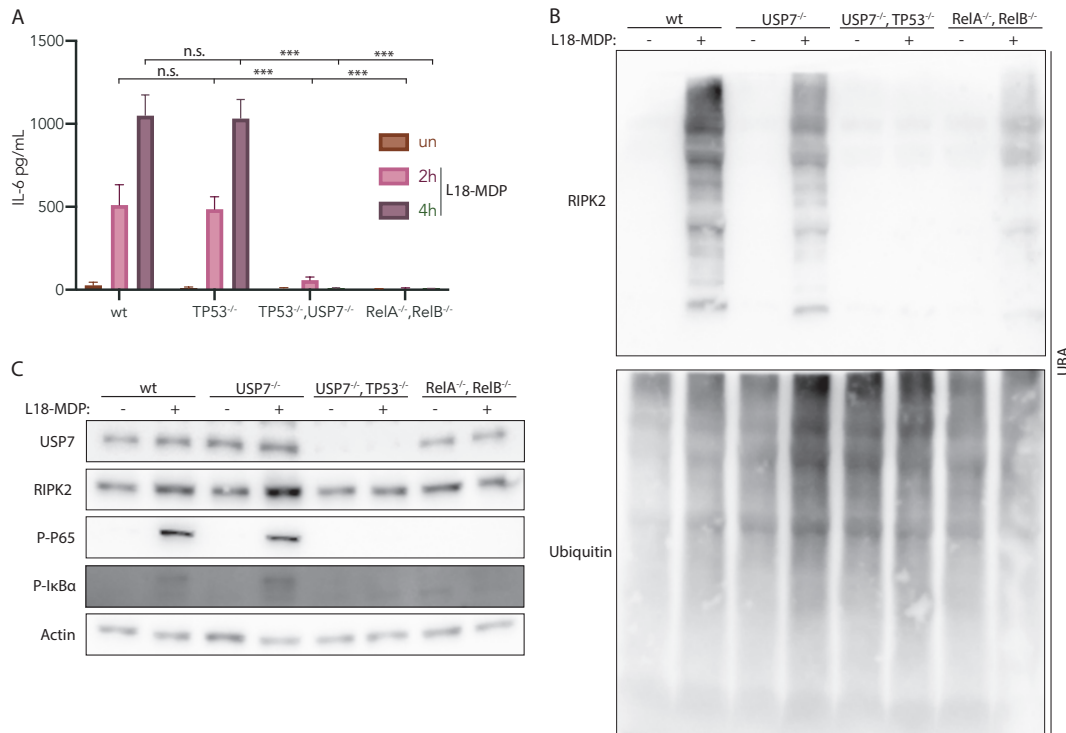 A
1500
1000
500
0
IL-6 pg/mL
n.s.
***
***
n.s.
***
***
un
2h
4h
L18-MDP
wt
TP53-/-
TP53-/-,USP7-/-
RelA-/-,RelB-/-
B
wt
USP7-/-
USP7-/-, TP53-/-
RelA-/-, RelB-/-
L18-MDP:
- + - + - + - +
RIPK2
Ubiquitin
UBA
C
wt
USP7-/-
USP7-/-, TP53-/-
RelA-/-, RelB-/-
L18-MDP:
- + - + - + - +
USP7
RIPK2
P-P65
P-IκBα
Actin